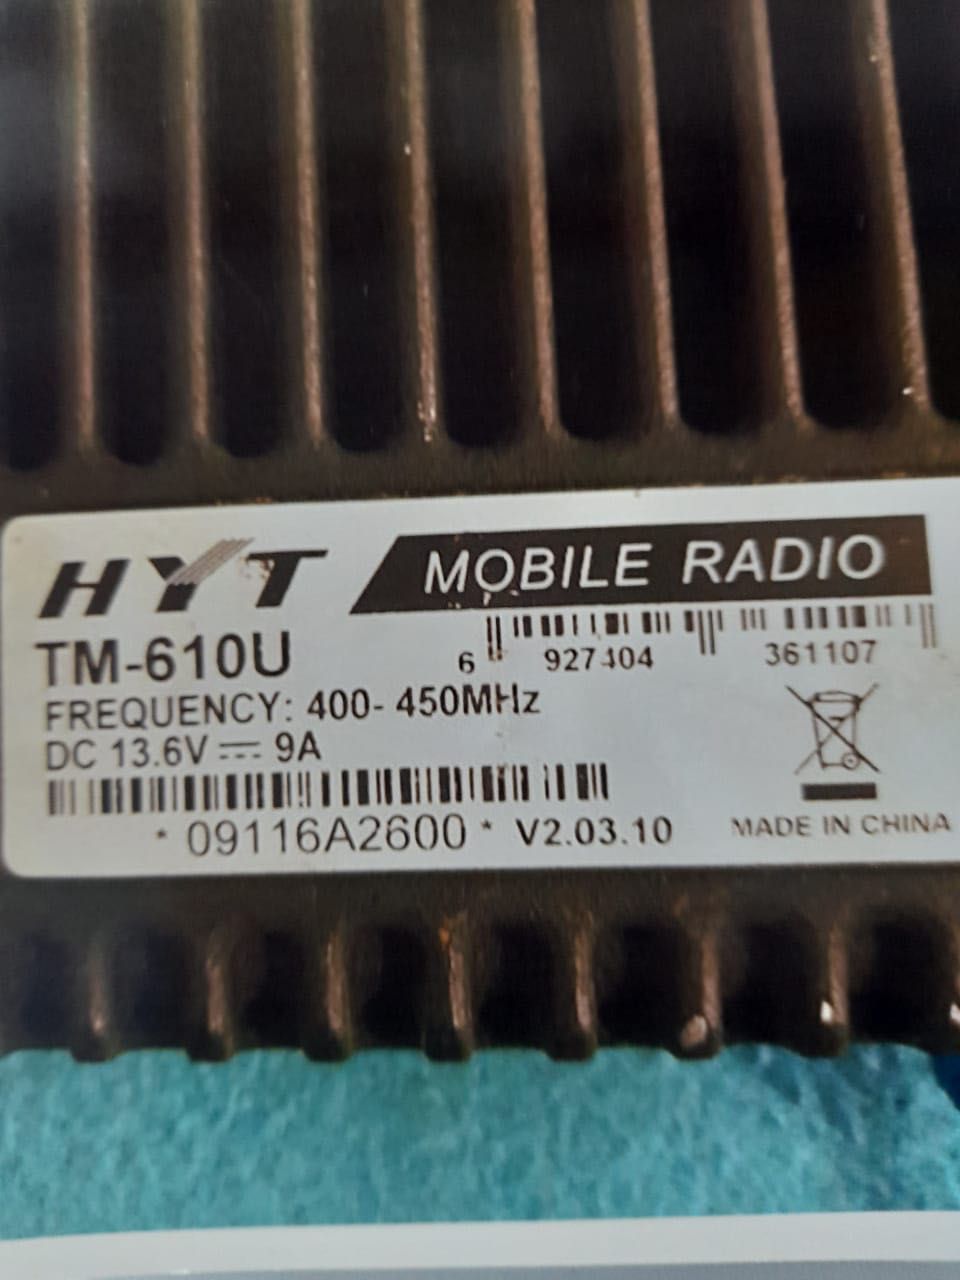 HYT MOBILE RADIO
TM-610U
6 927404 361107
FREQUENCY: 400- 450MHz
DC 13.6V ⎓ 9A
*09116A2600* V2.03.10
MADE IN CHINA